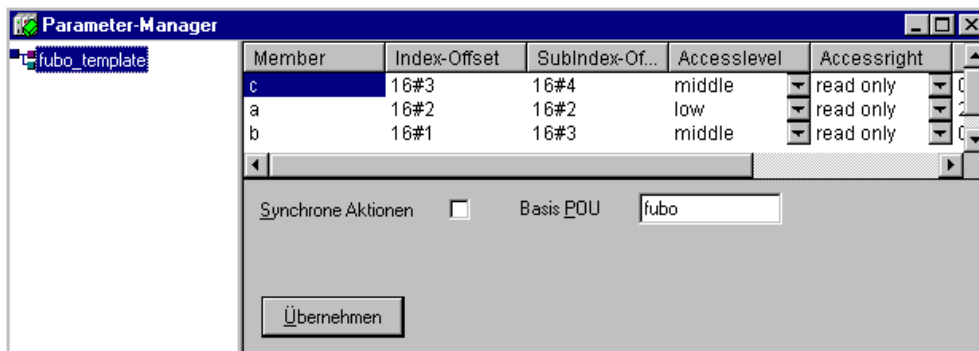 Parameter-Manager
fubo_template
Member Index-Offset SubIndex-Of... Accesslevel Accessright
c 16#3 16#4 middle read only
a 16#2 16#2 low read only 2
b 16#1 16#3 middle read only
Synchrone Aktionen Basis POU fubo
Übernehmen